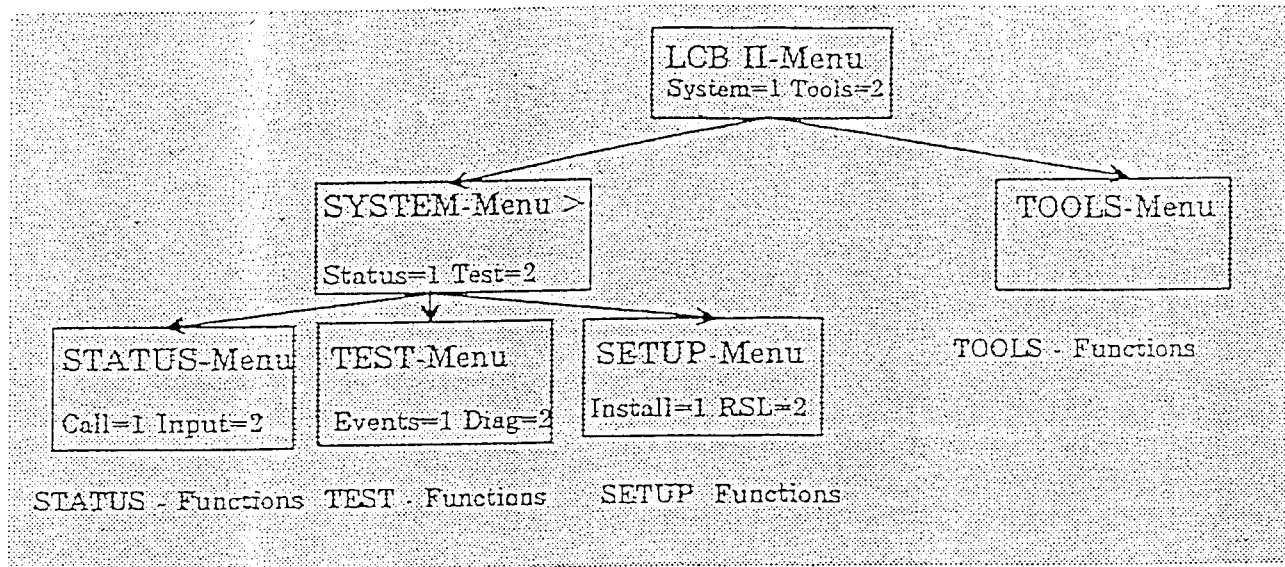 LCB II-Menu
System=1 Tools=2
SYSTEM-Menu >
Status=1 Test=2
TOOLS-Menu
STATUS-Menu
Call=1 Input=2
TEST-Menu
Events=1 Diag=2
SETUP-Menu
Install=1 RSL=2
TOOLS - Functions
STATUS - Functions
TEST - Functions
SETUP Functions